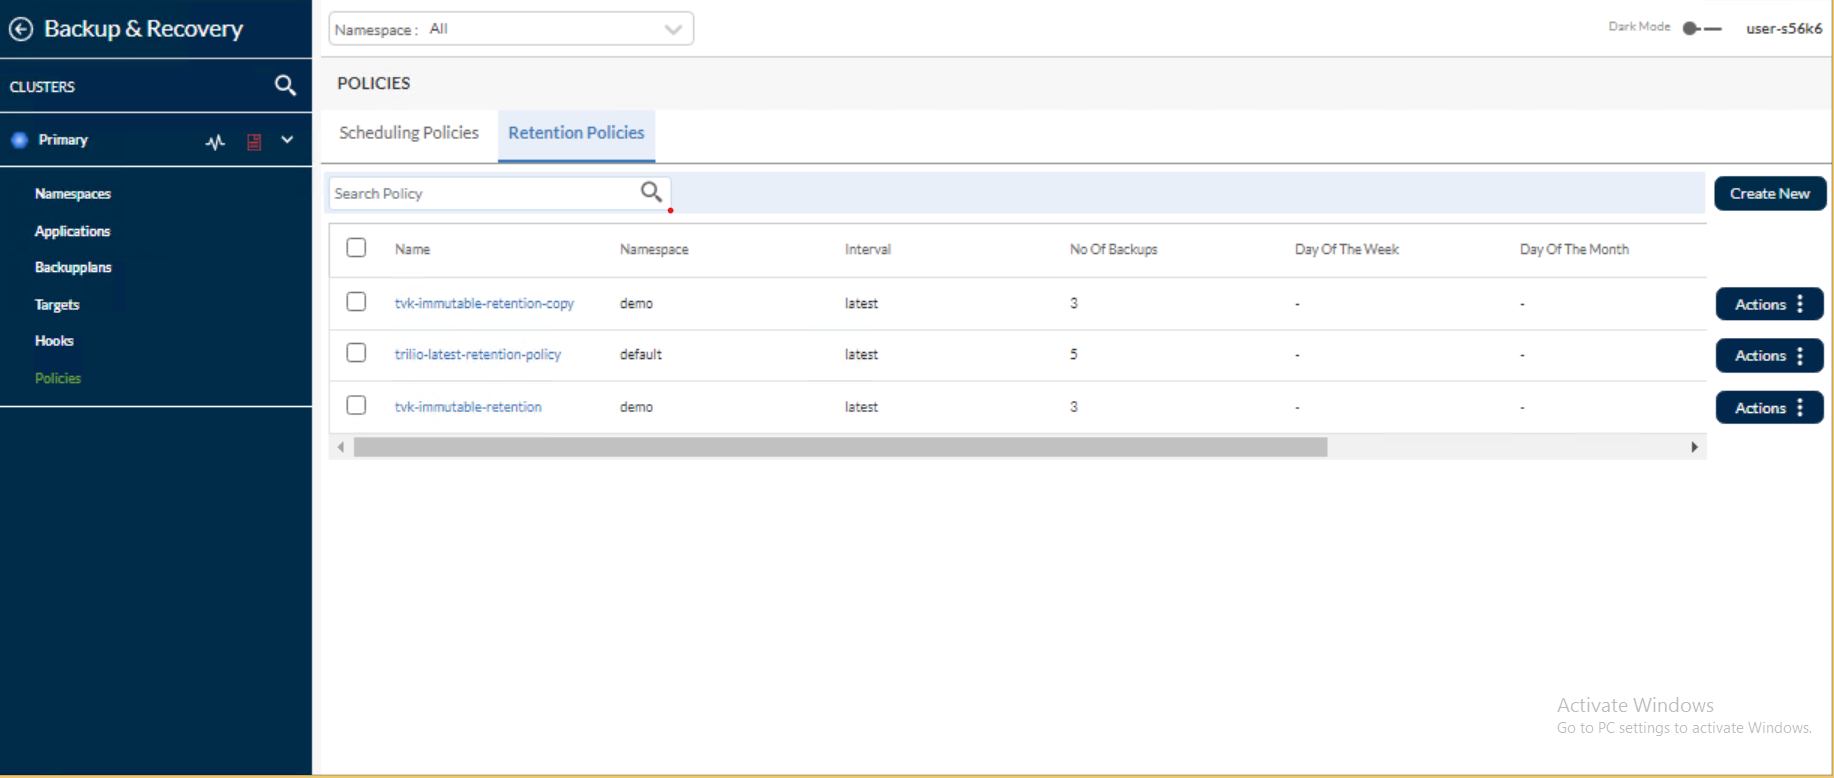 Backup & Recovery
Namespace : All
Dark Mode
user-s56k6
CLUSTERS
Primary
Namespaces
Applications
Backupplans
Targets
Hooks
Policies
POLICIES
Scheduling Policies Retention Policies
Search Policy
Create New
Name Namespace Interval No Of Backups Day Of The Week Day Of The Month
tvk-immutable-retention-copy demo latest 3 - - Actions
trilio-latest-retention-policy default latest 5 - - Actions
tvk-immutable-retention demo latest 3 - - Actions
Activate Windows
Go to PC settings to activate Windows.